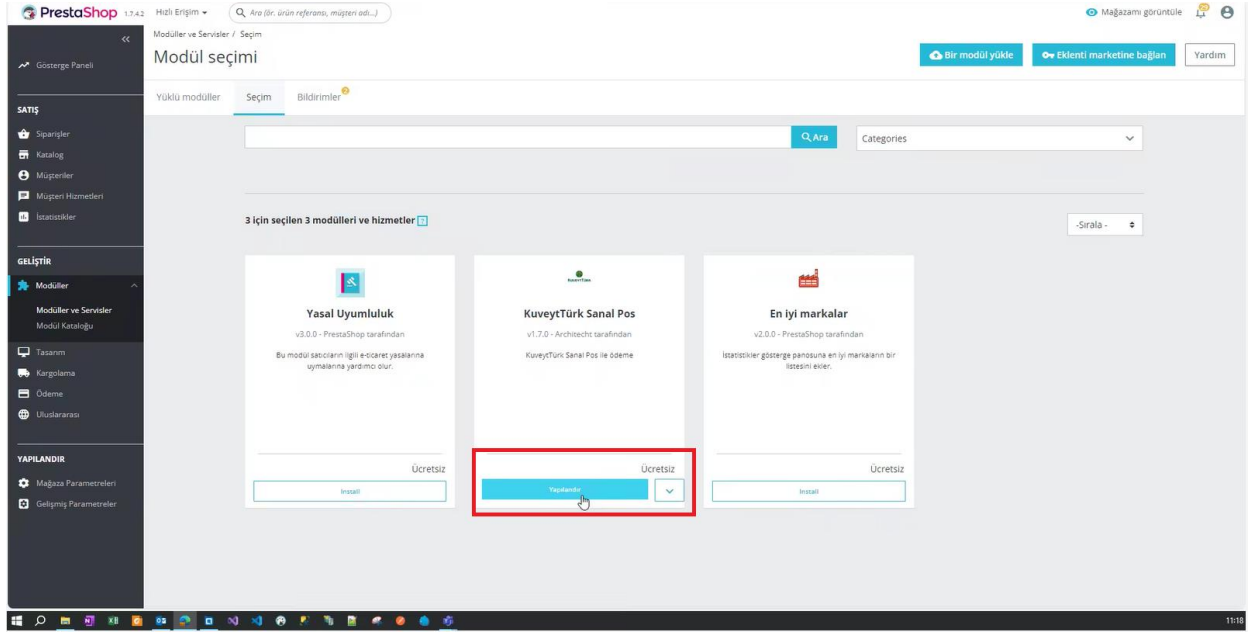 PrestaShop 1.7.4.2 Hızlı Erişim Ara (ör. ürün referansı, müşteri adı...) Mağazamı görüntüle
Modüller ve Servisler / Seçim
Modül seçimi
Bir modül yükle Eklenti marketine bağlan Yardım
Yüklü modüller Seçim Bildirimler 2
Gösterge Paneli
SATIŞ
Siparişler
Katalog
Müşteriler
Müşteri Hizmetleri
İstatistikler
GELİŞTİR
Modüller
Modüller ve Servisler
Modül Kataloğu
Tasarım
Kargolama
Ödeme
Uluslararası
YAPILANDIR
Mağaza Parametreleri
Gelişmiş Parametreler
Ara Categories
3 için seçilen 3 modülleri ve hizmetler ?
-Sırala -
Yasal Uyumluluk
v3.0.0 - PrestaShop tarafından
Bu modül satıcıların ilgili e-ticaret yasalarına
uymalarına yardımcı olur.
Ücretsiz
Install
KuveytTürk
KuveytTürk Sanal Pos
v1.7.0 - Architecht tarafından
KuveytTürk Sanal Pos ile ödeme
Ücretsiz
Yapılandır
En iyi markalar
v2.0.0 - PrestaShop tarafından
İstatistikler gösterge panosuna en iyi markaların bir
listesini ekler.
Ücretsiz
Install
11:18